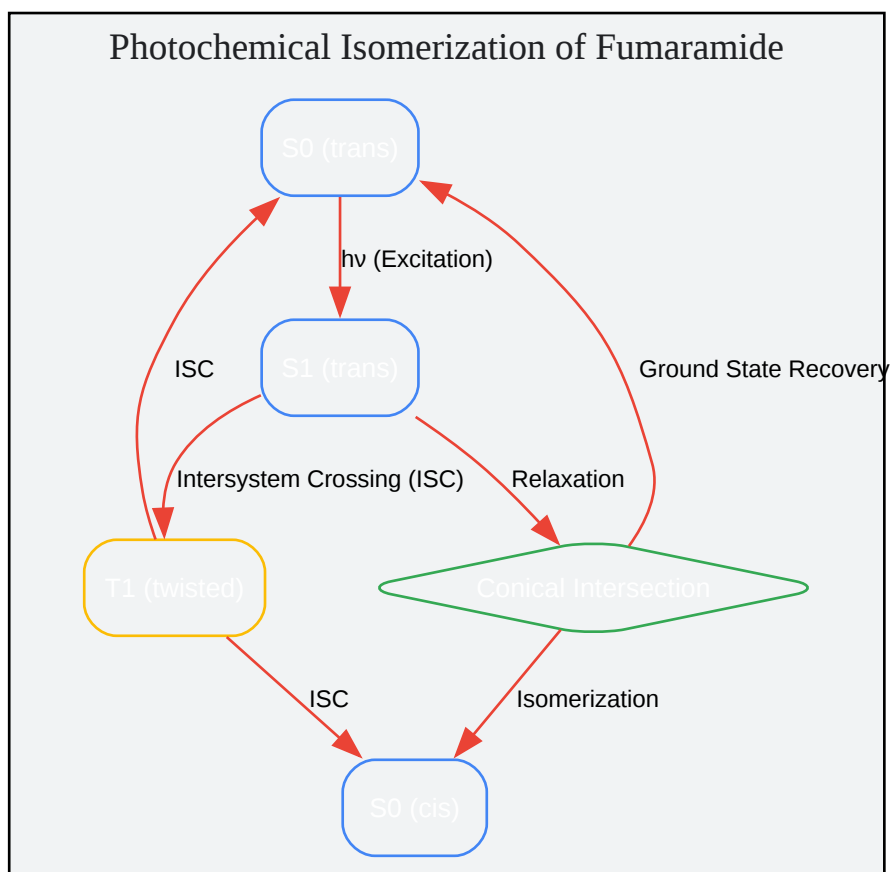 Photochemical Isomerization of Fumaramide
S0 (trans)
hν (Excitation)
S1 (trans)
ISC
Ground State Recovery
Intersystem Crossing (ISC)
Relaxation
T1 (twisted)
Conical Intersection
ISC
Isomerization
S0 (cis)